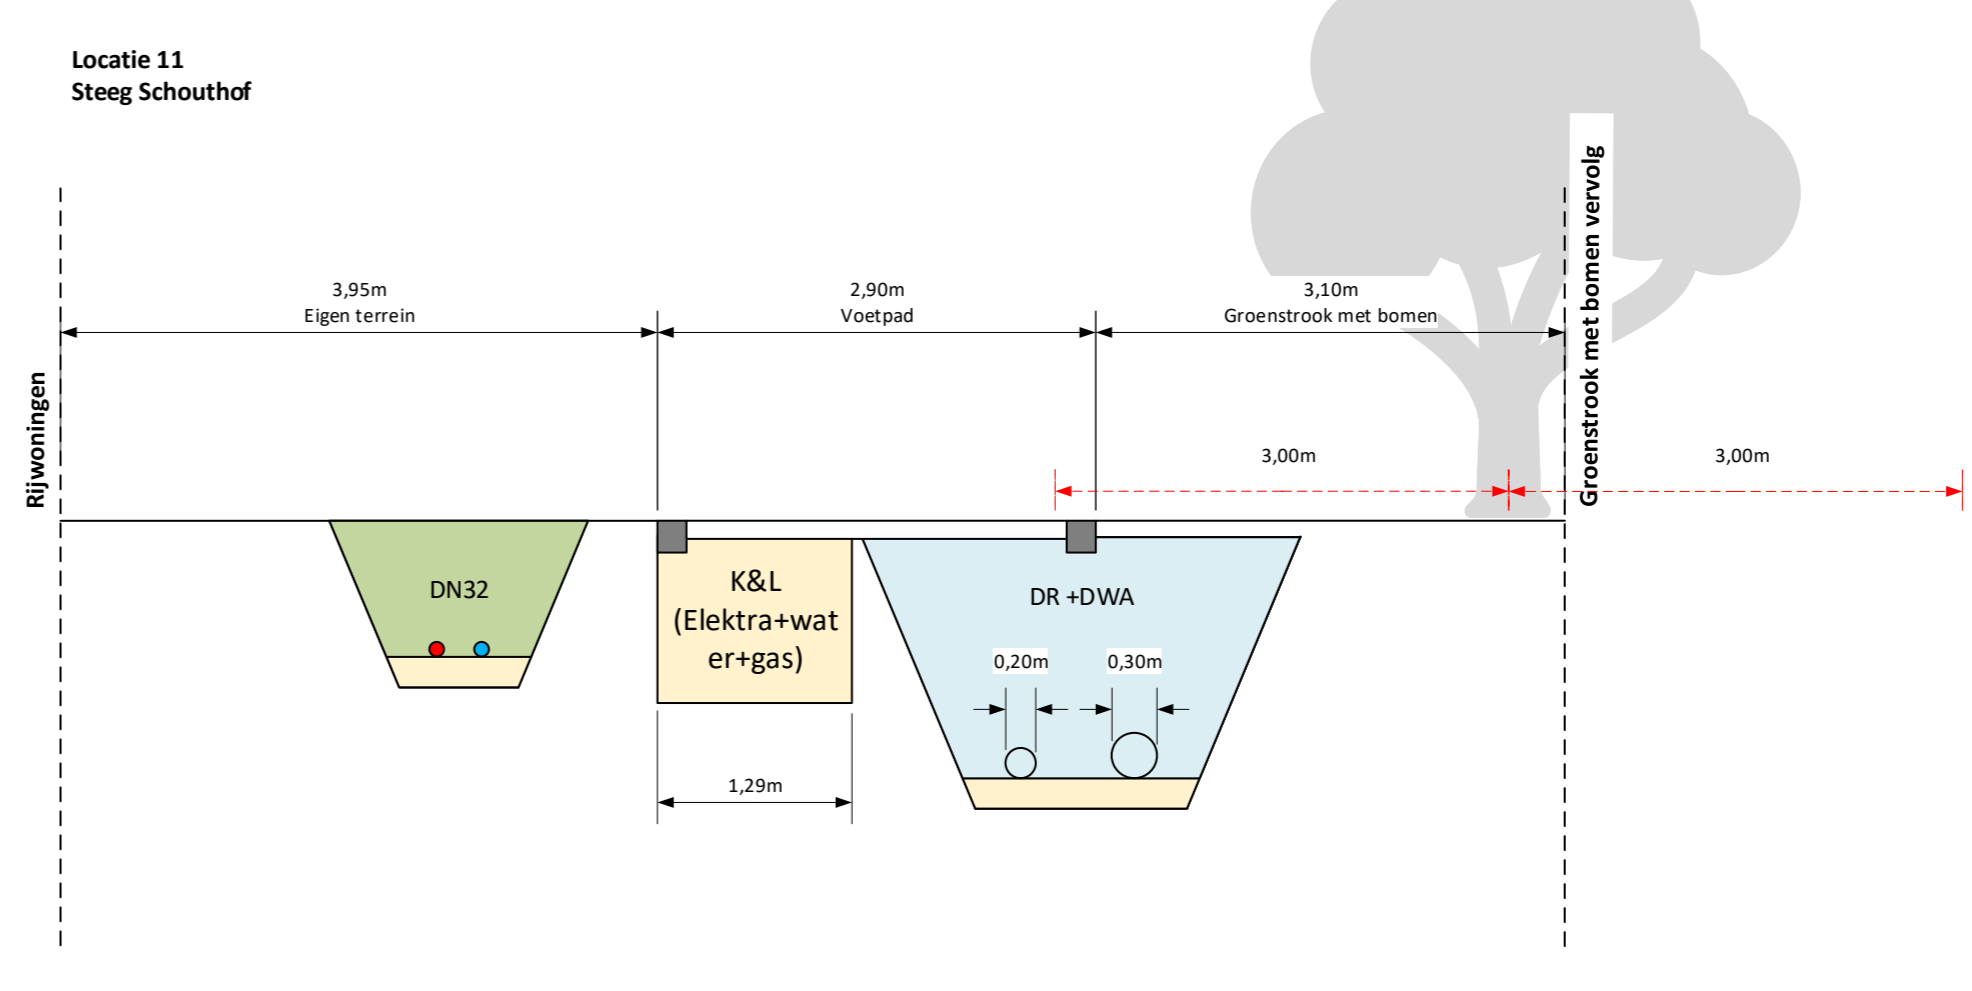 Locatie 11
Steeg Schouthof
Rijwoningen
3,95m
Eigen terrein
2,90m
Voetpad
3,10m
Groenstrook met bomen
Groenstrook met bomen vervolg
3,00m
3,00m
DN32
K&L
(Elektra+wat
er+gas)
DR +DWA
0,20m
0,30m
1,29m